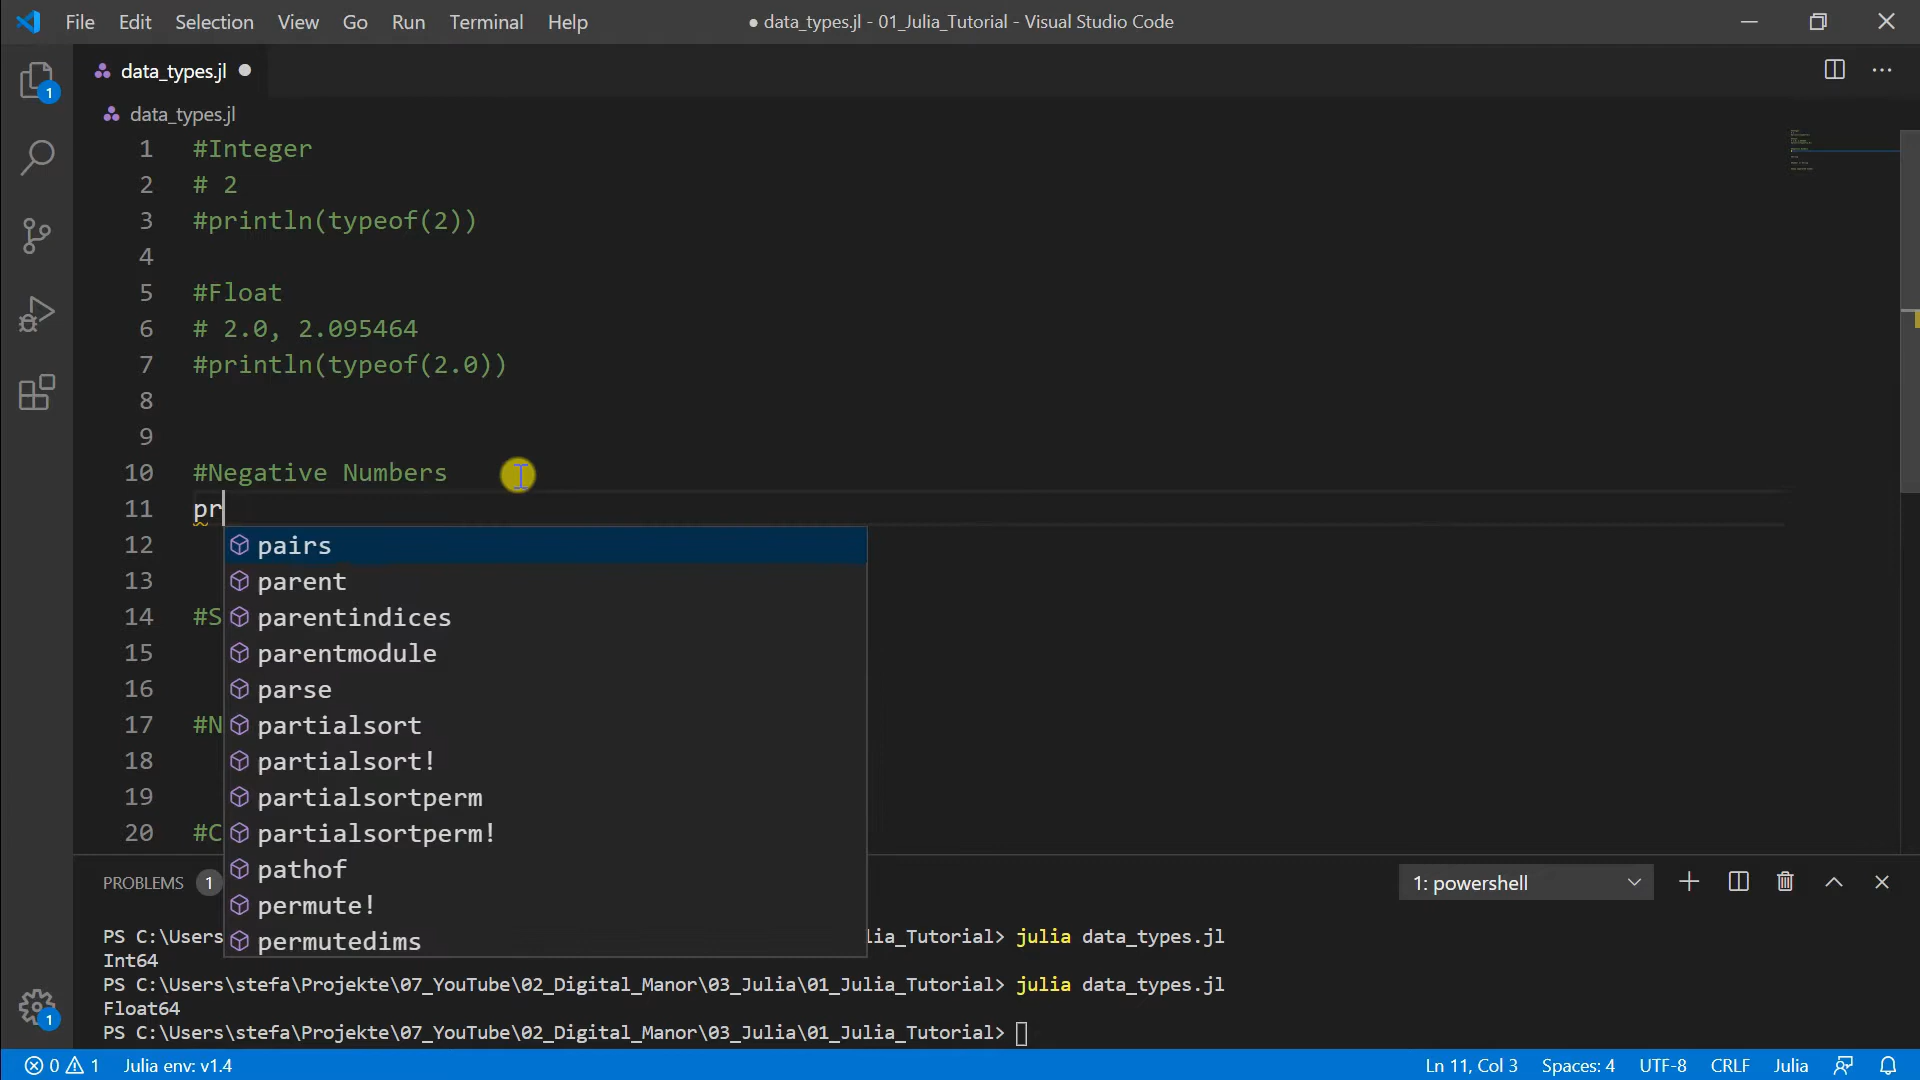 File Edit Selection View Go Run Terminal Help ● data_types.jl - 01_Julia_Tutorial - Visual Studio Code
data_types.jl ●
1
data_types.jl
1 #Integer
2 # 2
3 #println(typeof(2))
4
5 #Float
6 # 2.0, 2.095464
7 #println(typeof(2.0))
8
9
10 #Negative Numbers
11 pr
12 pairs
13 parent
14 #S parentindices
15 parentmodule
16 parse
17 #N partialsort
18 partialsort!
19 partialsortperm
20 #C partialsortperm!
pathof
permute!
permutedims
PROBLEMS 1 1: powershell
PS C:\Users lia_Tutorial> julia data_types.jl
Int64
PS C:\Users\stefa\Projekte\07_YouTube\02_Digital_Manor\03_Julia\01_Julia_Tutorial> julia data_types.jl
Float64
PS C:\Users\stefa\Projekte\07_YouTube\02_Digital_Manor\03_Julia\01_Julia_Tutorial>
1
0 1 Julia env: v1.4 Ln 11, Col 3 Spaces: 4 UTF-8 CRLF Julia